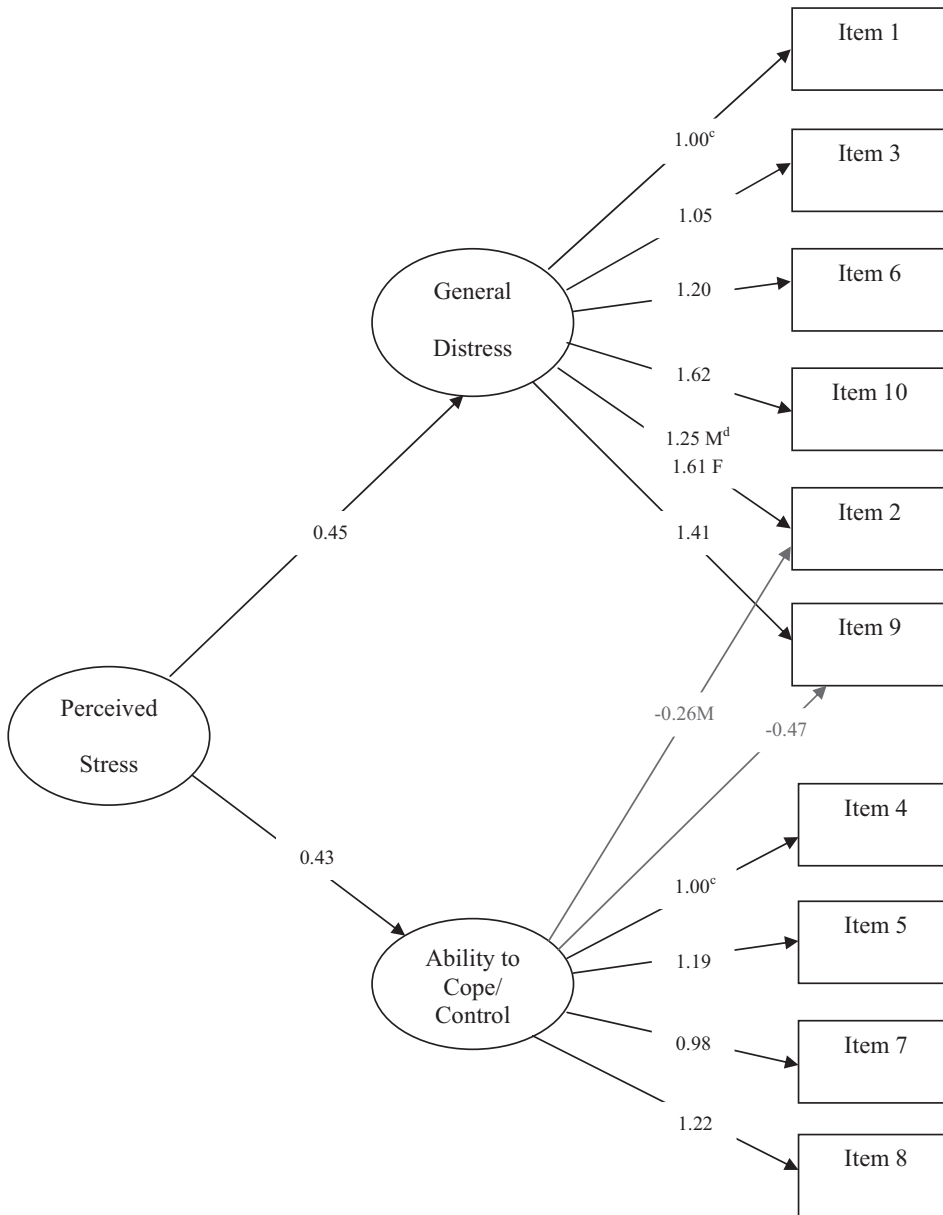 Item 1
1.00ᶜ
Item 3
1.05
General
Distress
Item 6
1.20
Item 10
1.62
1.25 Mᵈ
1.61 F
Item 2
0.45
1.41
Item 9
Perceived
Stress
-0.26M
-0.47
Item 4
0.43
1.00ᶜ
Ability to
Cope/
Control
Item 5
1.19
Item 7
0.98
1.22
Item 8